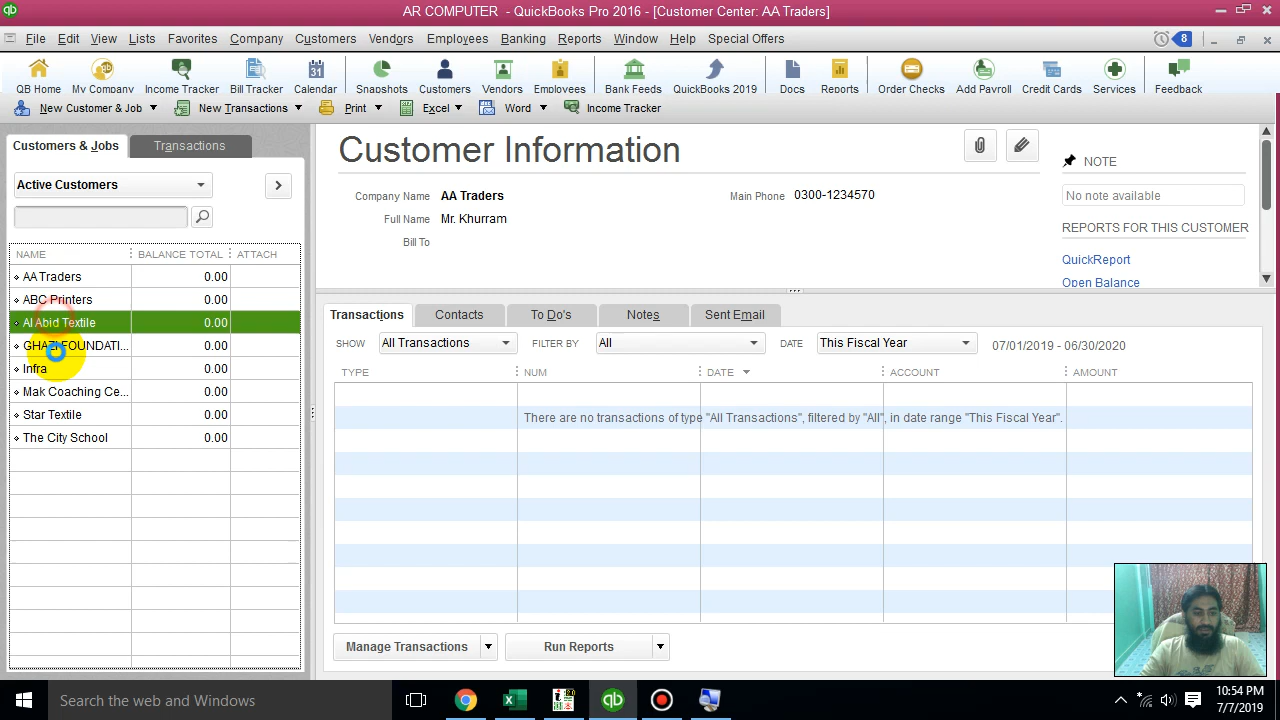 AR COMPUTER - QuickBooks Pro 2016 - [Customer Center: AA Traders]
File Edit View Lists Favorites Company Customers Vendors Employees Banking Reports Window Help Special Offers 8
QB Home My Company Income Tracker Bill Tracker Calendar Snapshots Customers Vendors Employees Bank Feeds QuickBooks 2019 Docs Reports Order Checks Add Payroll Credit Cards Services Feedback
31
New Customer & Job New Transactions Print Excel Word Income Tracker
Customers & Jobs Transactions
Active Customers
NAME BALANCE TOTAL ATTACH
AA Traders 0.00
ABC Printers 0.00
Al Abid Textile 0.00
GHAZI FOUNDATI... 0.00
Infra 0.00
Mak Coaching Ce... 0.00
Star Textile 0.00
The City School 0.00
Customer Information
Company Name AA Traders
Full Name Mr. Khurram
Bill To
Main Phone 0300-1234570
NOTE
No note available
REPORTS FOR THIS CUSTOMER
QuickReport
Open Balance
Transactions Contacts To Do's Notes Sent Email
SHOW All Transactions FILTER BY All DATE This Fiscal Year 07/01/2019 - 06/30/2020
TYPE NUM DATE ACCOUNT AMOUNT
There are no transactions of type "All Transactions", filtered by "All", in date range "This Fiscal Year".
Manage Transactions Run Reports
Search the web and Windows
10:54 PM
7/7/2019